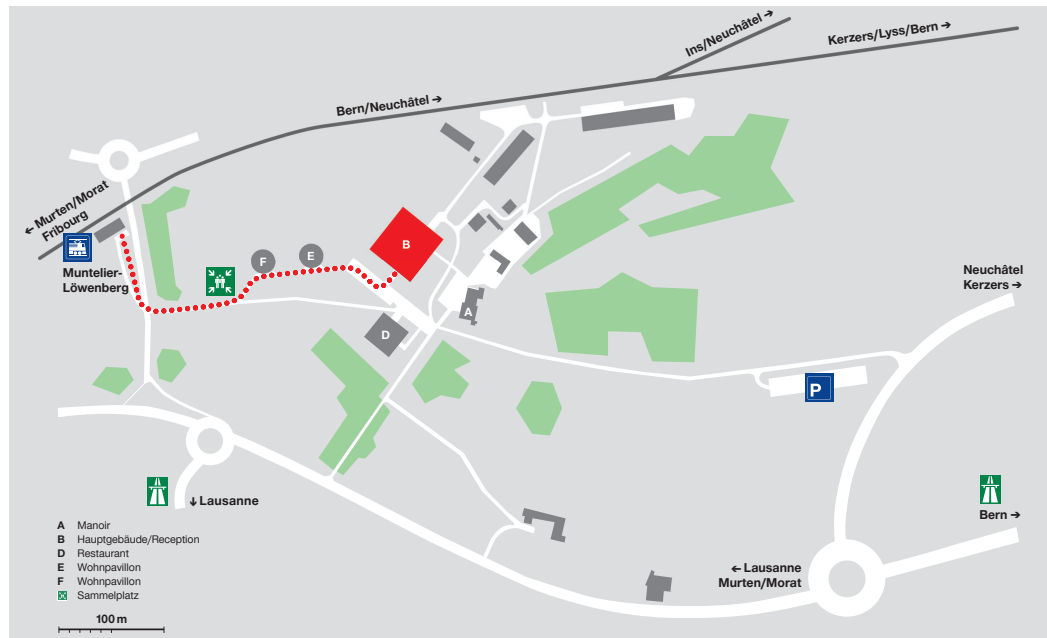 Ins/Neuchâtel →
Kerzers/Lyss/Bern →
Bern/Neuchâtel →
← Murten/Morat
Fribourg
Muntelier-
Löwenberg
F
E
B
A
D
Neuchâtel
Kerzers →
P
Bern →
↓ Lausanne
← Lausanne
Murten/Morat
A Manoir
B Hauptgebäude/Reception
D Restaurant
E Wohnpavillon
F Wohnpavillon
Sammelplatz
100 m